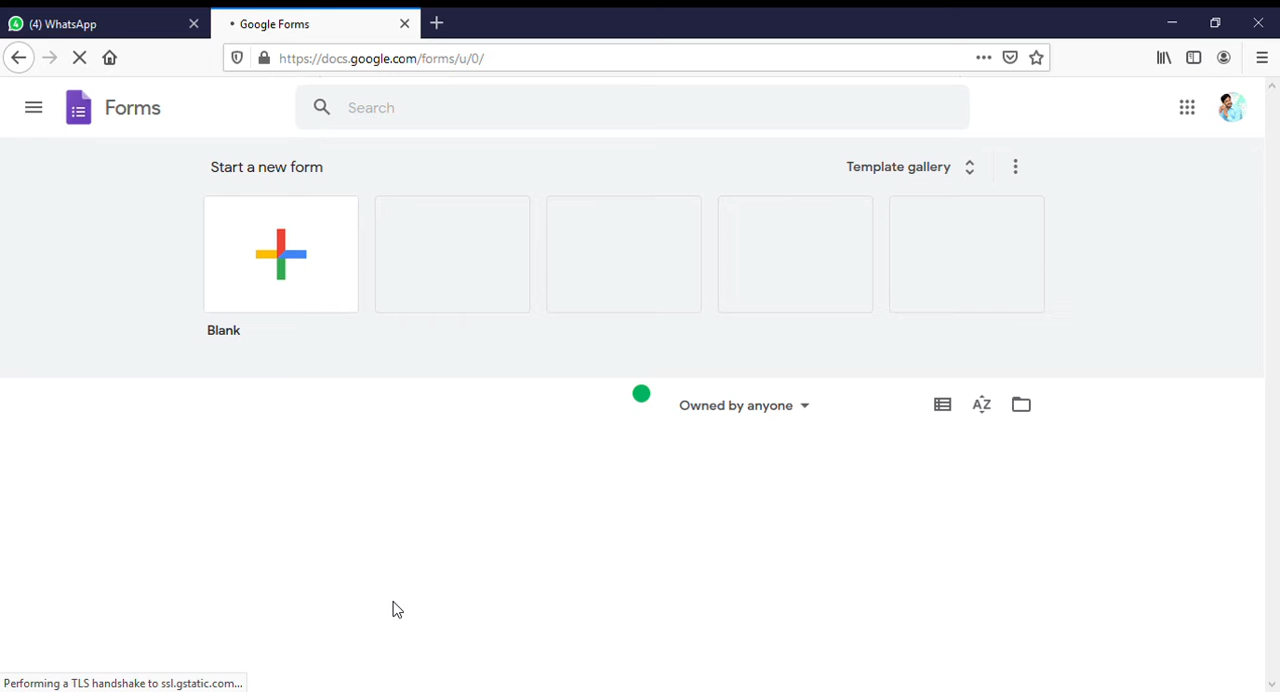 (4) WhatsApp
Google Forms
https://docs.google.com/forms/u/0/
Forms
Search
Start a new form
Template gallery
Blank
Owned by anyone
AZ
Performing a TLS handshake to ssl.gstatic.com...